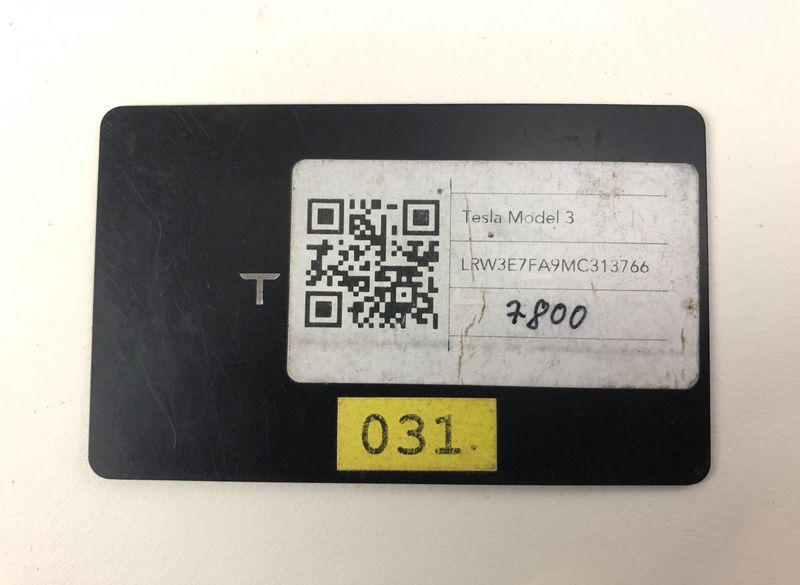 T
Tesla Model 3
LRW3E7FA9MC313766
7800
031.